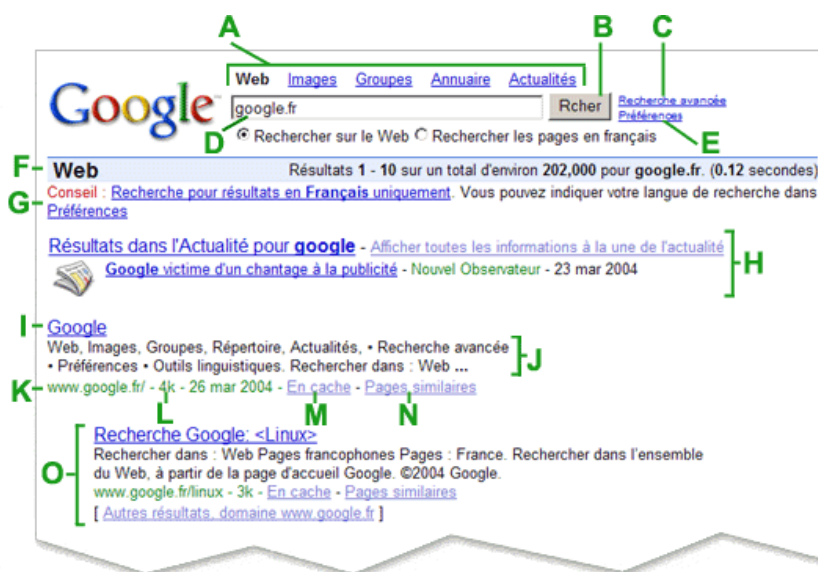 A B C
Web Images Groupes Annuaire Actualités
Google
google.fr Rcher Recherche avancée
Préférences
D E
Rechercher sur le Web Rechercher les pages en français
F Web Résultats 1 - 10 sur un total d'environ 202,000 pour google.fr. (0.12 secondes)
G Conseil : Recherche pour résultats en Français uniquement. Vous pouvez indiquer votre langue de recherche dans
Préférences
Résultats dans l'Actualité pour google - Afficher toutes les informations à la une de l'actualité
H
Google victime d'un chantage à la publicité - Nouvel Observateur - 23 mar 2004
I Google
Web, Images, Groupes, Répertoire, Actualités, • Recherche avancée
• Préférences • Outils linguistiques. Rechercher dans : Web ...
J
K www.google.fr/ - 4k - 26 mar 2004 - En cache - Pages similaires
L M N
Recherche Google: <Linux>
Rechercher dans : Web Pages francophones Pages : France. Rechercher dans l'ensemble
O du Web, à partir de la page d'accueil Google. ©2004 Google.
www.google.fr/linux - 3k - En cache - Pages similaires
[ Autres résultats, domaine www.google.fr ]